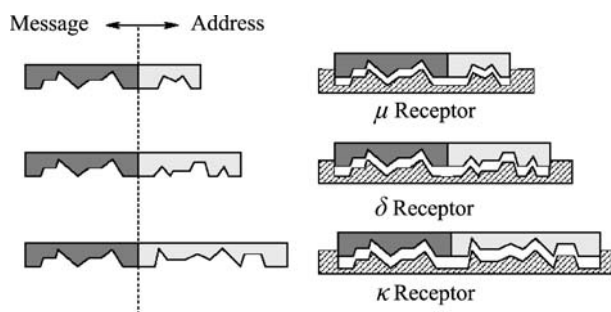 Message Address
μ Receptor
δ Receptor
κ Receptor